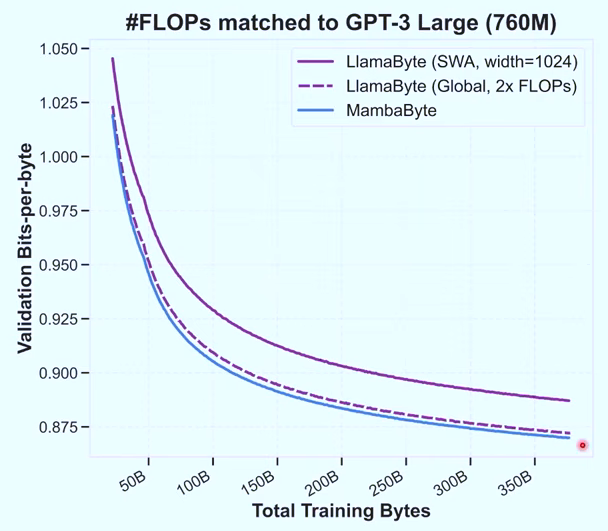 #FLOPs matched to GPT-3 Large (760M)
LlamaByte (SWA, width=1024)
LlamaByte (Global, 2x FLOPs)
MambaByte
Validation Bits-per-byte
1.050
1.025
1.000
0.975
0.950
0.925
0.900
0.875
50B 100B 150B 200B 250B 300B 350B
Total Training Bytes